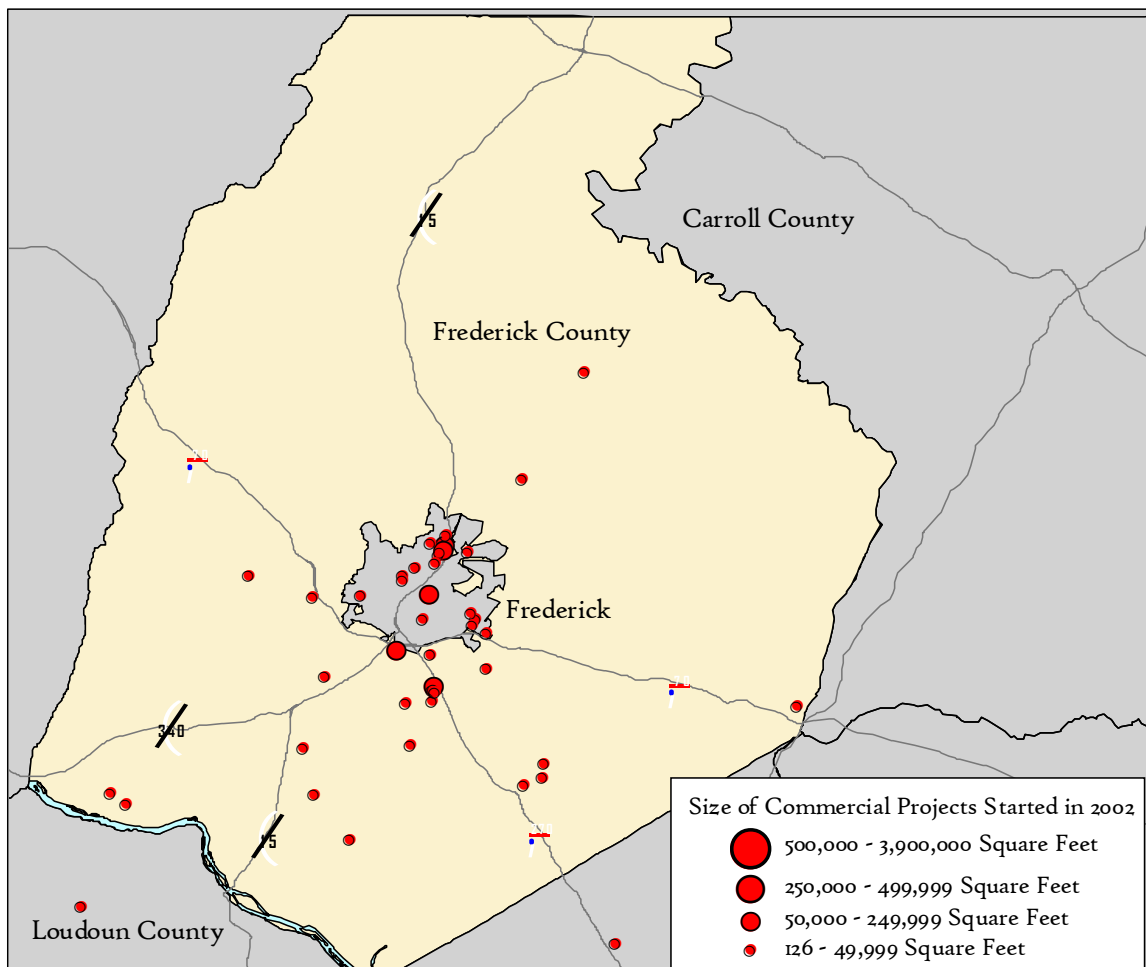 15
Carroll County
Frederick County
Frederick
340
15
Size of Commercial Projects Started in 2002
500,000 - 3,900,000 Square Feet
250,000 - 499,999 Square Feet
50,000 - 249,999 Square Feet
126 - 49,999 Square Feet
Loudoun County